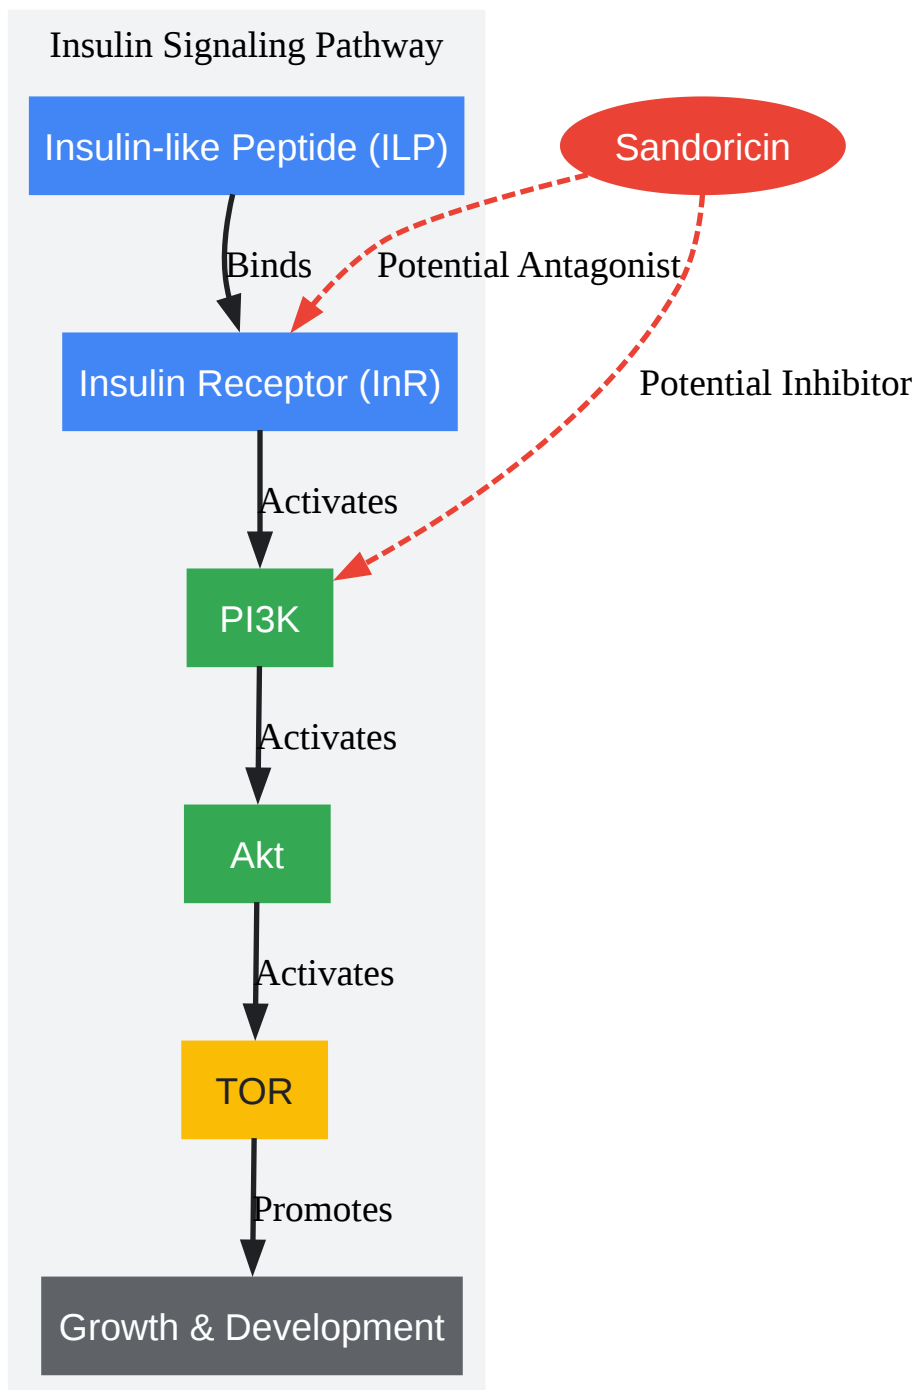 Insulin Signaling Pathway
Insulin-like Peptide (ILP)
Sandoricin
Binds
Potential Antagonist
Insulin Receptor (InR)
Potential Inhibitor
Activates
PI3K
Activates
Akt
Activates
TOR
Promotes
Growth & Development